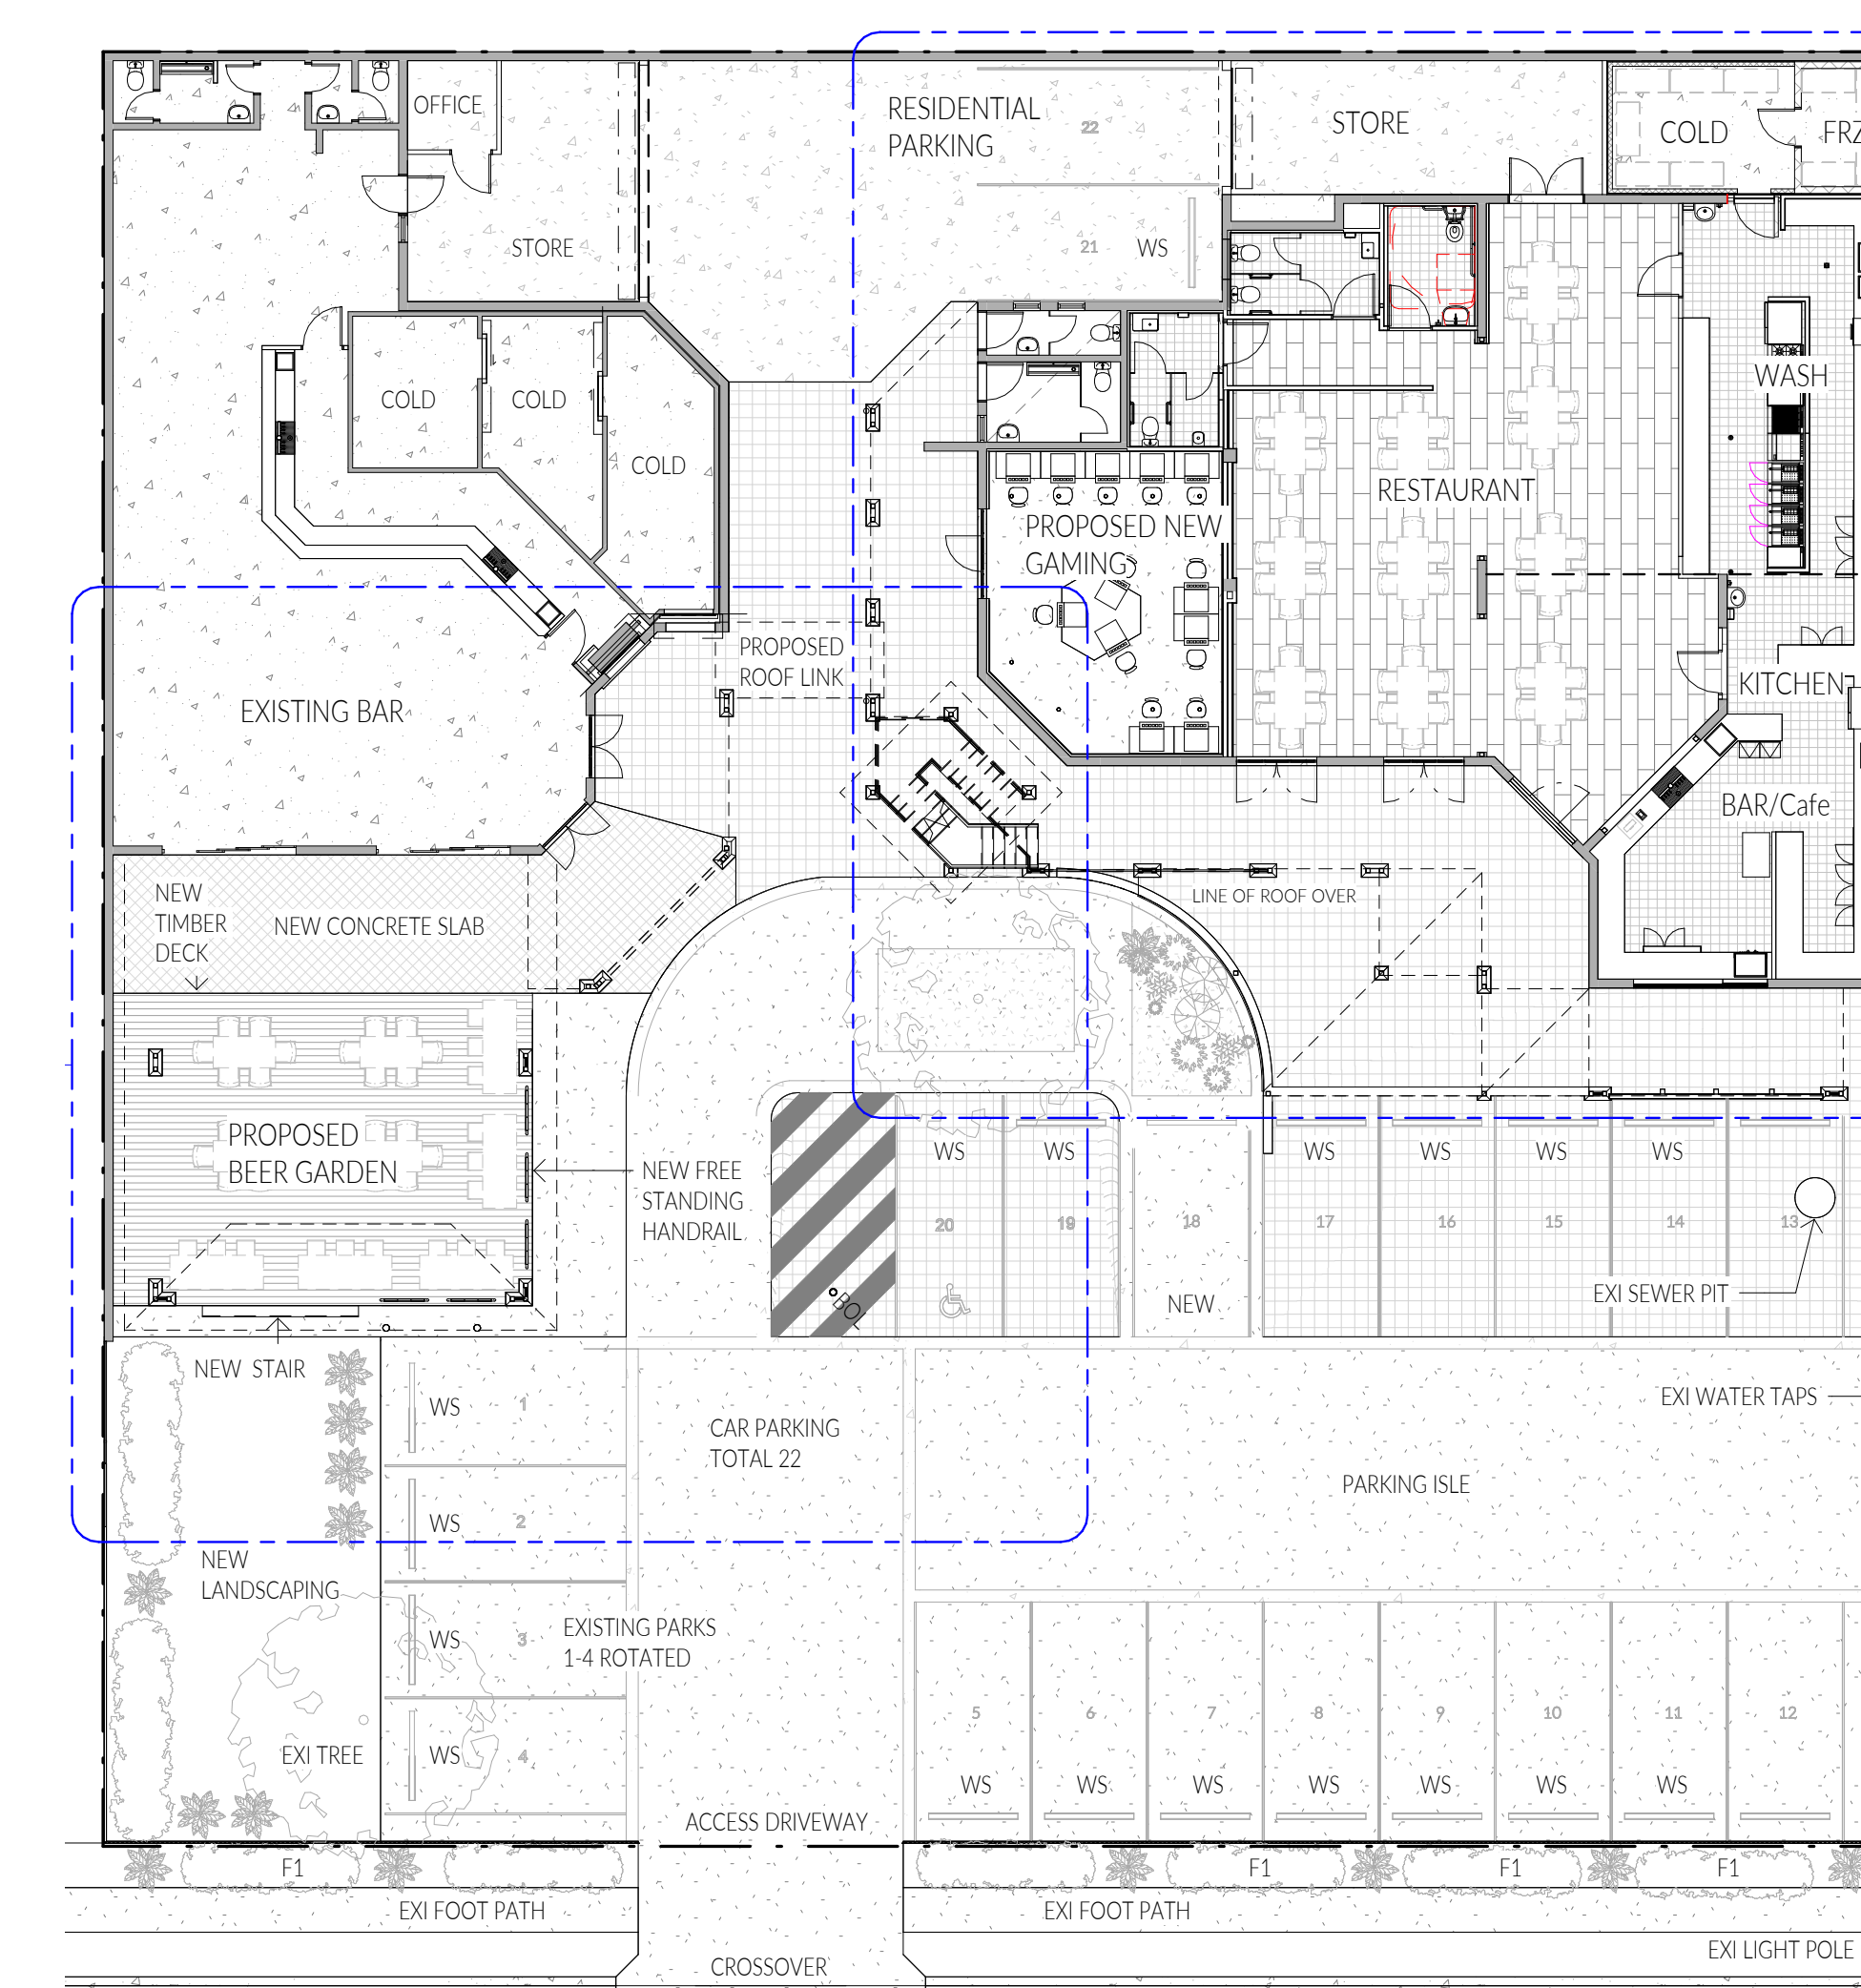 OFFICE
RESIDENTIAL
PARKING
22
STORE
COLD
FRZ
STORE
21
WS
COLD
COLD
1
COLD
WASH
RESTAURANT
PROPOSED NEW
GAMING
PROPOSED
ROOF LINK
EXISTING BAR
KITCHEN
BAR/Cafe
LINE OF ROOF OVER
NEW
TIMBER
DECK
NEW CONCRETE SLAB
PROPOSED
BEER GARDEN
NEW FREE
STANDING
HANDRAIL
WS
WS
WS
WS
WS
WS
20
19
18
17
16
15
14
13
BOL
NEW
EXI SEWER PIT
NEW STAIR
WS
1
CAR PARKING
TOTAL 22
EXI WATER TAPS
PARKING ISLE
WS
2
NEW
LANDSCAPING
WS
3
EXISTING PARKS
1-4 ROTATED
5
6
7
8
9
10
11
12
EXI TREE
WS
4
WS
WS
WS
WS
WS
WS
WS
ACCESS DRIVEWAY
F1
F1
F1
F1
EXI FOOT PATH
EXI FOOT PATH
EXI LIGHT POLE
CROSSOVER